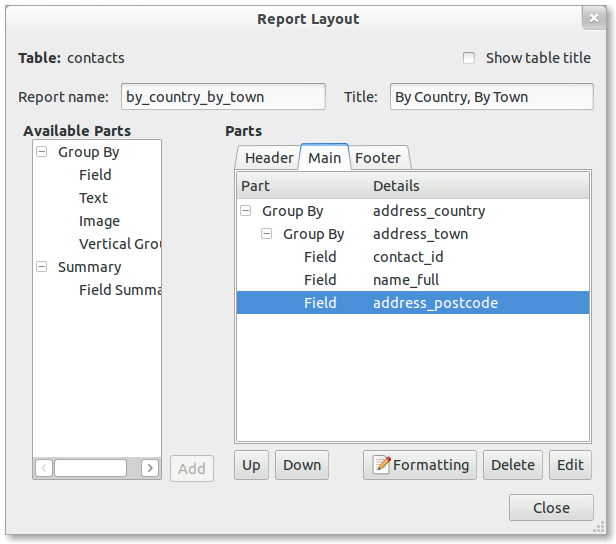 Report Layout
Table: contacts
Show table title
Report name: by_country_by_town Title: By Country, By Town
Available Parts
Group By
Field
Text
Image
Vertical Grou
Summary
Field Summa
Add
Parts
Header Main Footer
Part Details
Group By address_country
Group By address_town
Field contact_id
Field name_full
Field address_postcode
Up Down Formatting Delete Edit
Close